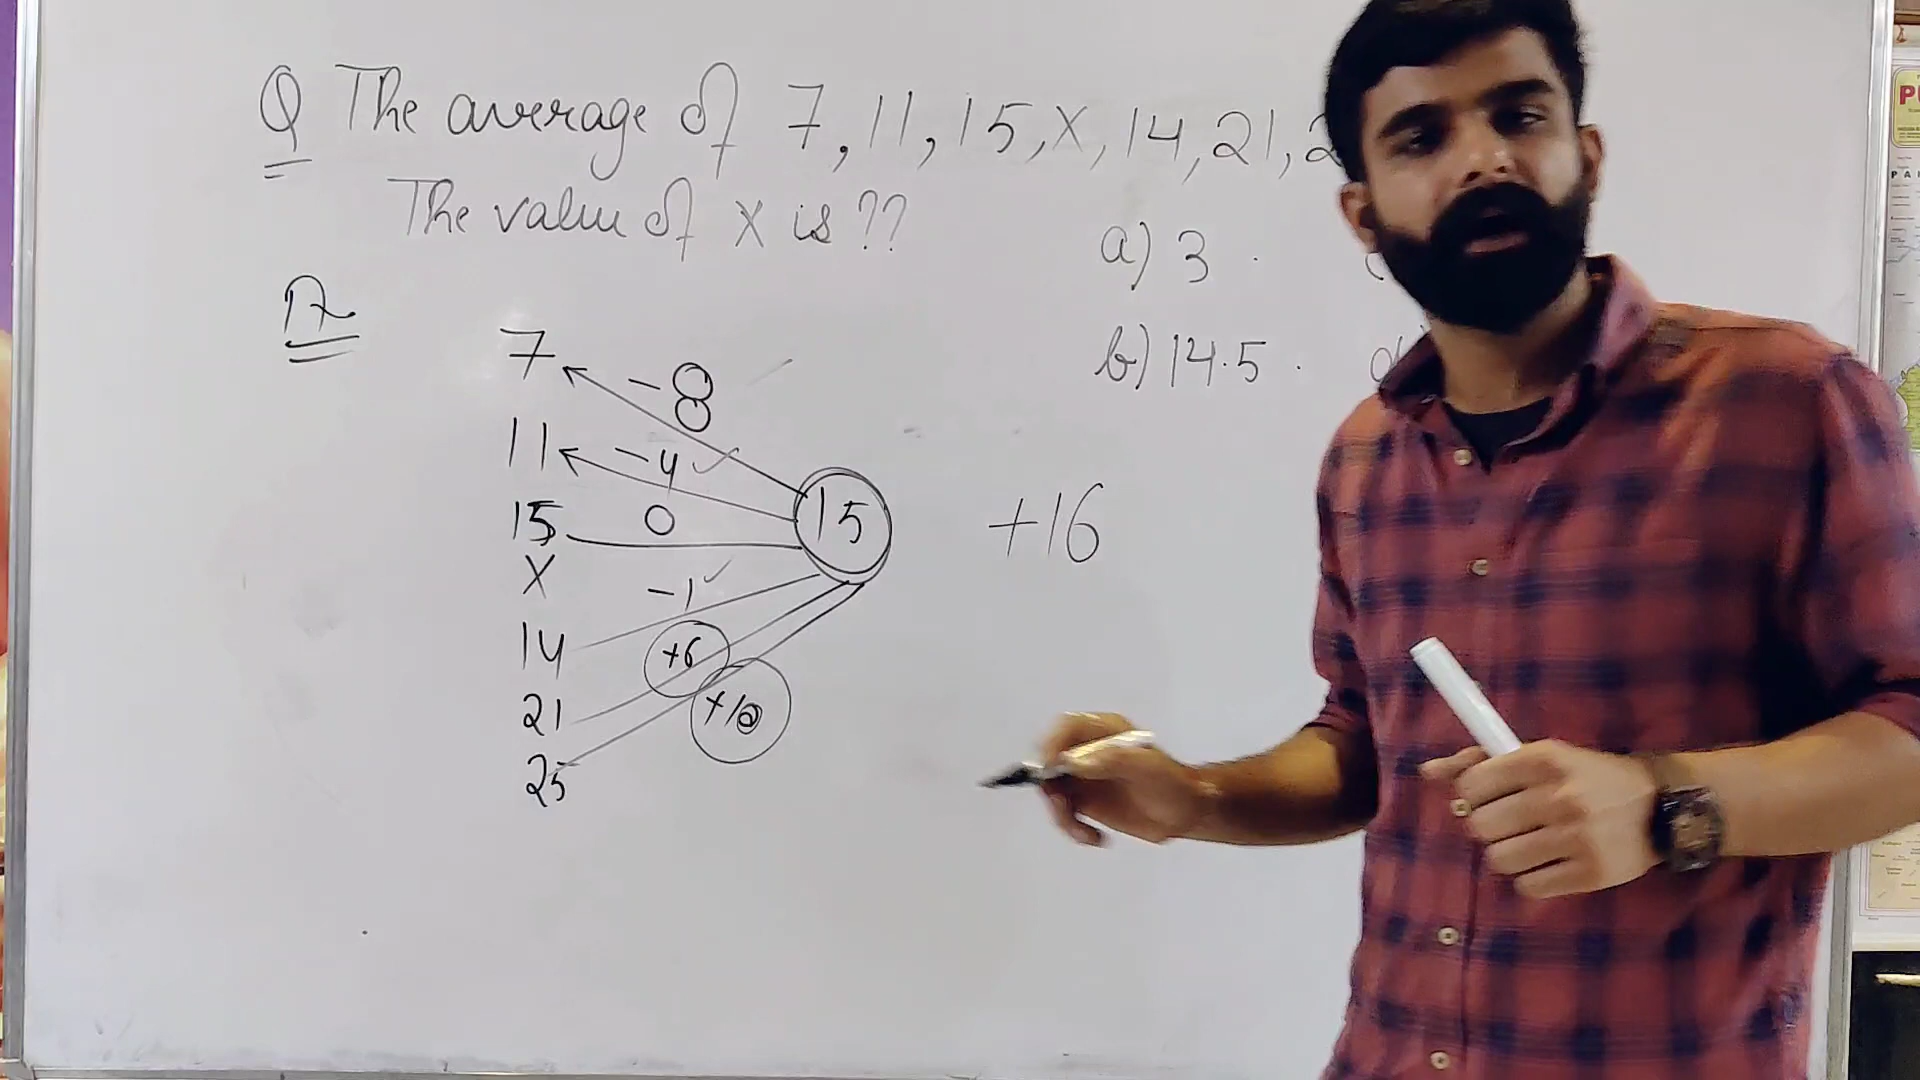 Q The average of 7, 11, 15, X, 14, 21, 2
The value of X is ??
a) 3
b) 14.5
A
7 -8
11 -4
15 0 15 +16
X
14 -1
21 +6
25 +10